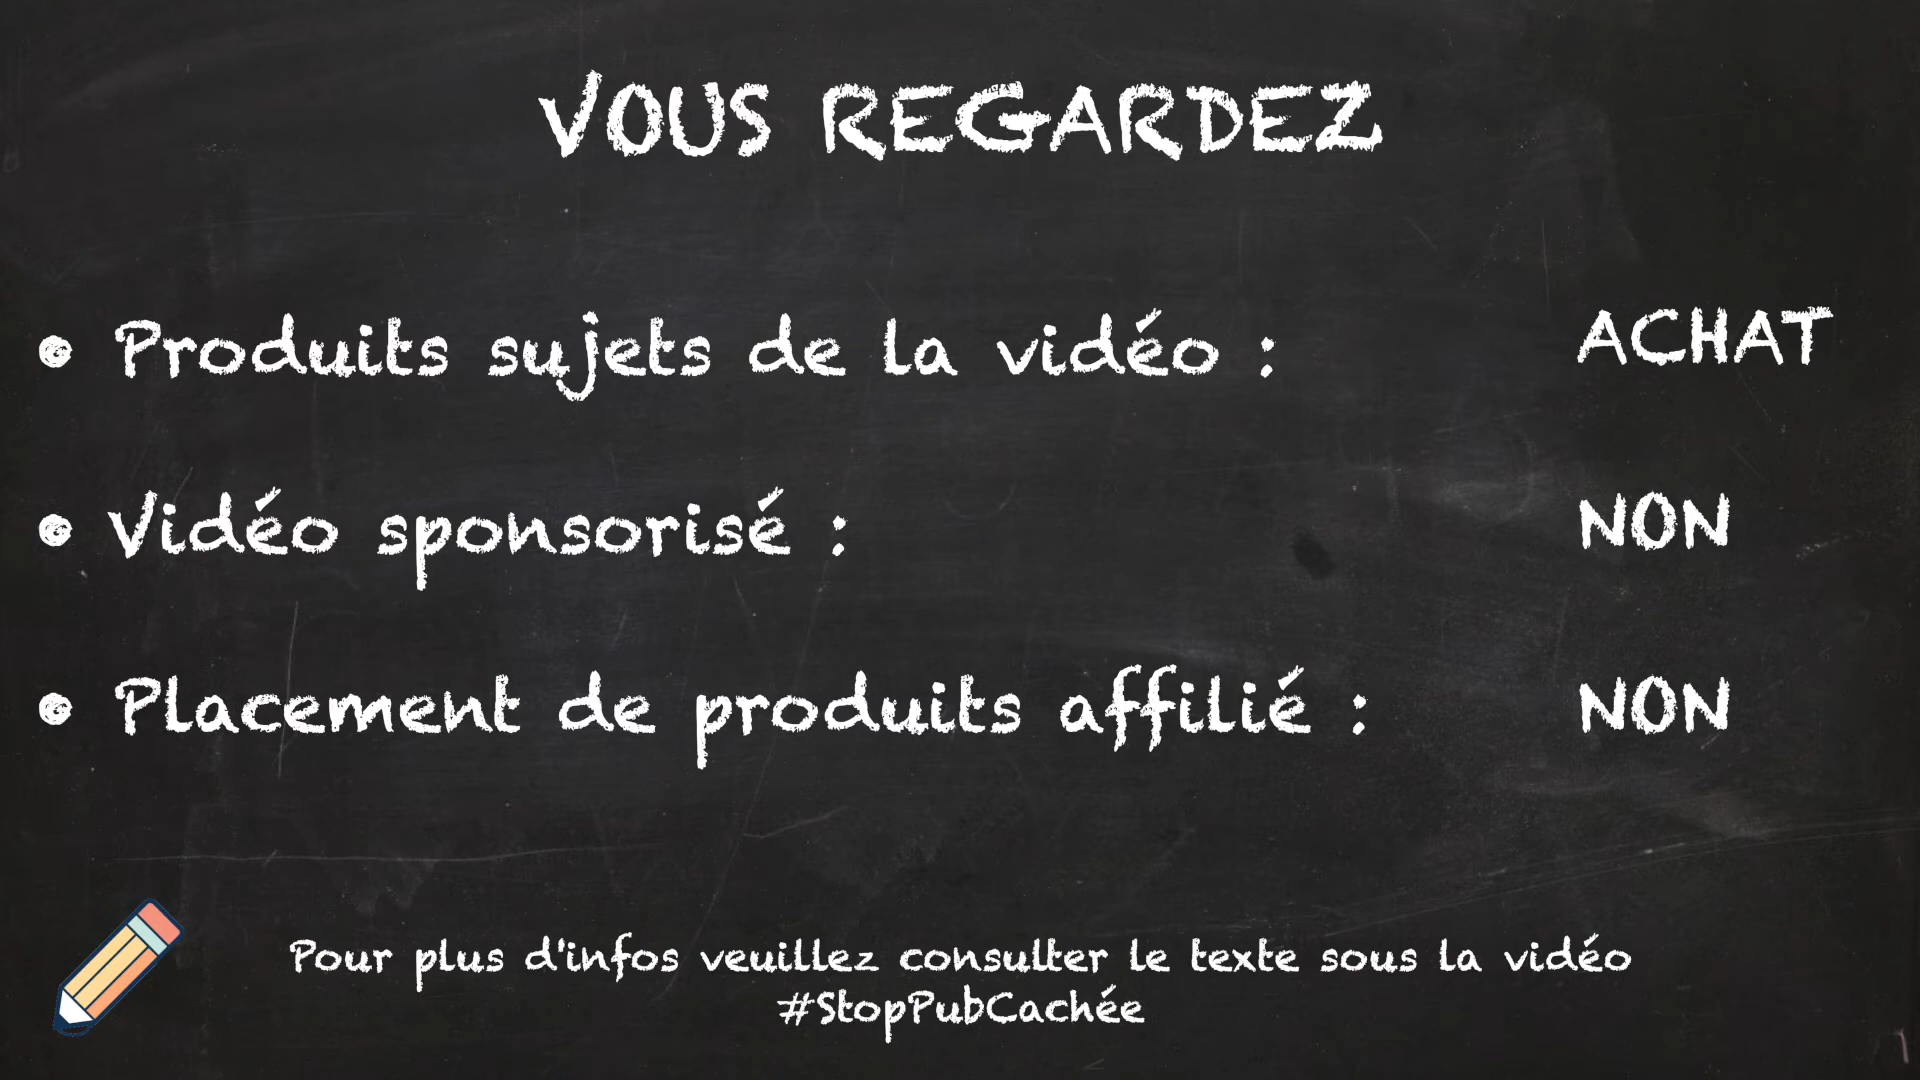 VOUS REGARDEZ
• Produits sujets de la vidéo : ACHAT
• Vidéo sponsorisé : NON
• Placement de produits affilié : NON
Pour plus d'infos veuillez consulter le texte sous la vidéo
#StopPubCachée